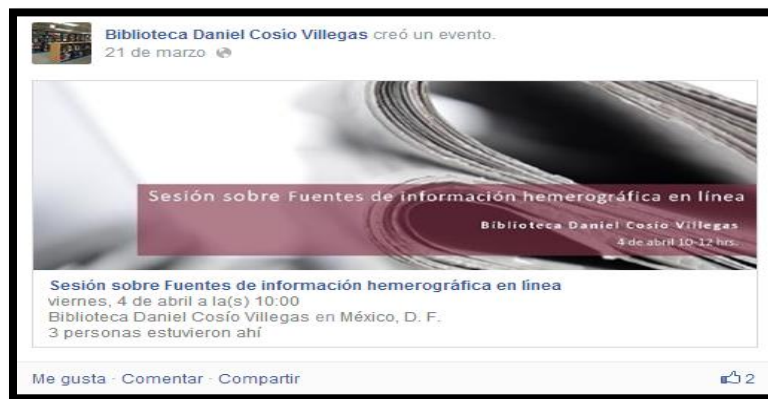 Biblioteca Daniel Cosío Villegas creó un evento.
21 de marzo
Sesión sobre Fuentes de información hemerográfica en línea
Biblioteca Daniel Cosío Villegas
4 de abril 10-12 hrs.
Sesión sobre Fuentes de información hemerográfica en línea
viernes, 4 de abril a la(s) 10:00
Biblioteca Daniel Cosío Villegas en México, D. F.
3 personas estuvieron ahí
Me gusta · Comentar · Compartir 2